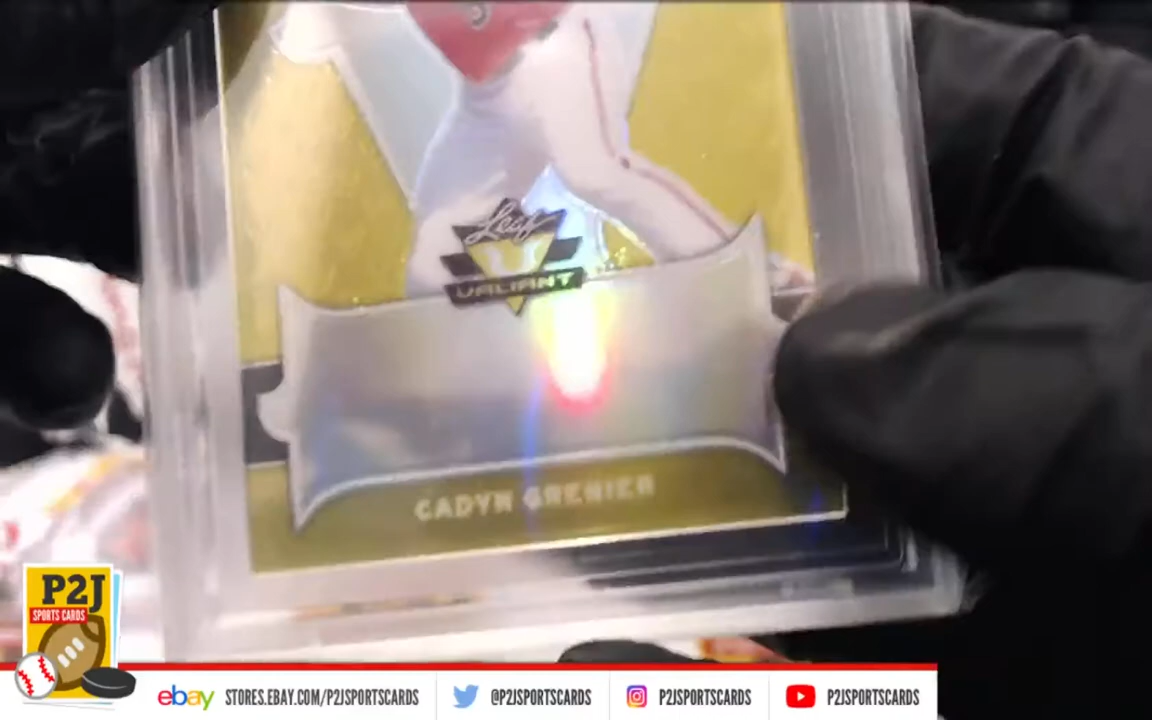 Leaf
VALIANT
CADYN GRENIER
P2J
SPORTS CARDS
ebay STORES.EBAY.COM/P2JSPORTSCARDS @P2JSPORTSCARDS P2JSPORTSCARDS P2JSPORTSCARDS